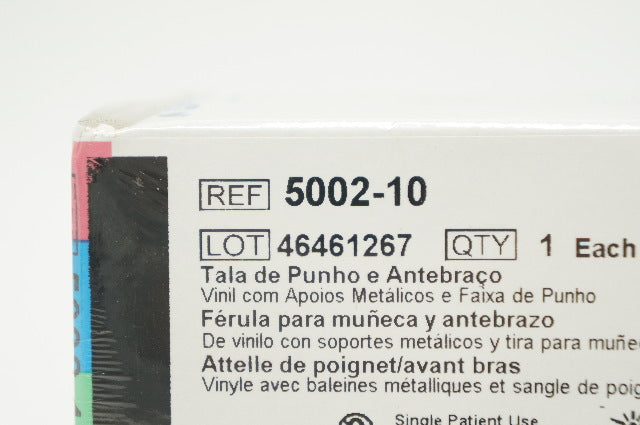 REF 5002-10
LOT 46461267 QTY 1 Each
Tala de Punho e Antebraço
Vinil com Apoios Metálicos e Faixa de Punho
Férula para muñeca y antebrazo
De vinilo con soportes metálicos y tira para muñe
Attelle de poignet/avant bras
Vinyle avec baleines métalliques et sangle de poig
Single Patient Use